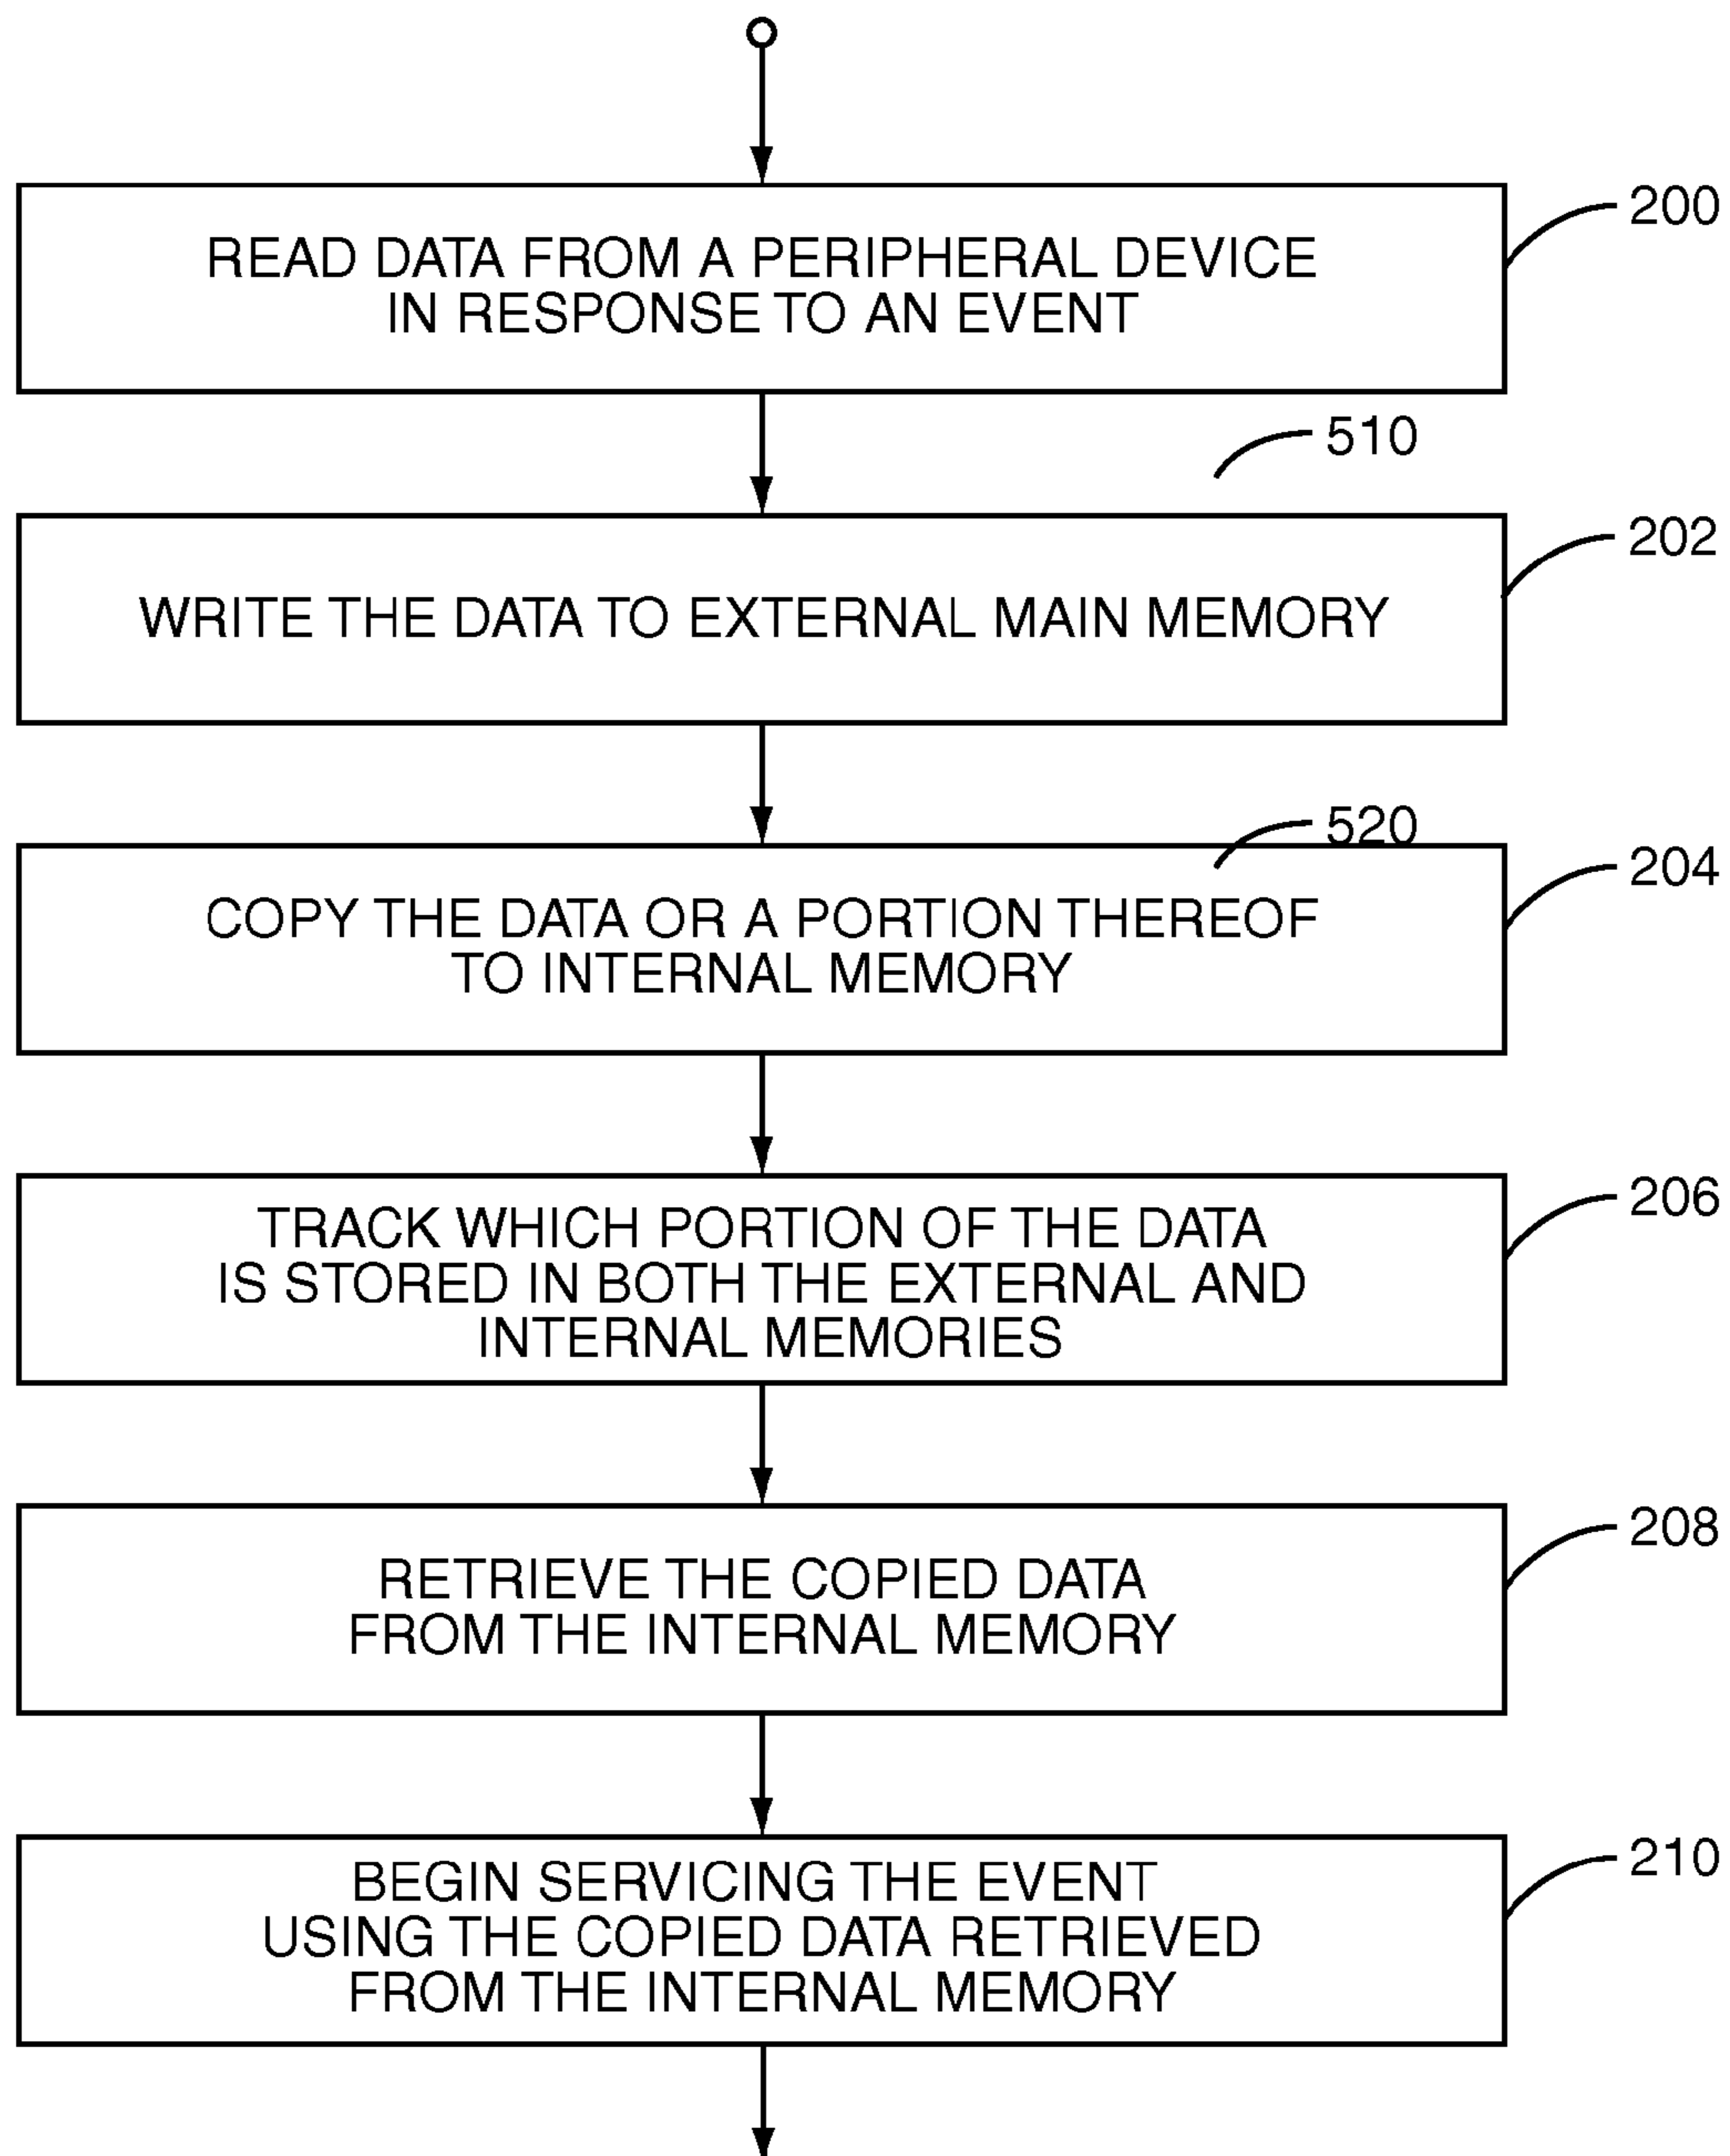 200
READ DATA FROM A PERIPHERAL DEVICE
IN RESPONSE TO AN EVENT
510
202
WRITE THE DATA TO EXTERNAL MAIN MEMORY
520
204
COPY THE DATA OR A PORTION THEREOF
TO INTERNAL MEMORY
206
TRACK WHICH PORTION OF THE DATA
IS STORED IN BOTH THE EXTERNAL AND
INTERNAL MEMORIES
208
RETRIEVE THE COPIED DATA
FROM THE INTERNAL MEMORY
210
BEGIN SERVICING THE EVENT
USING THE COPIED DATA RETRIEVED
FROM THE INTERNAL MEMORY